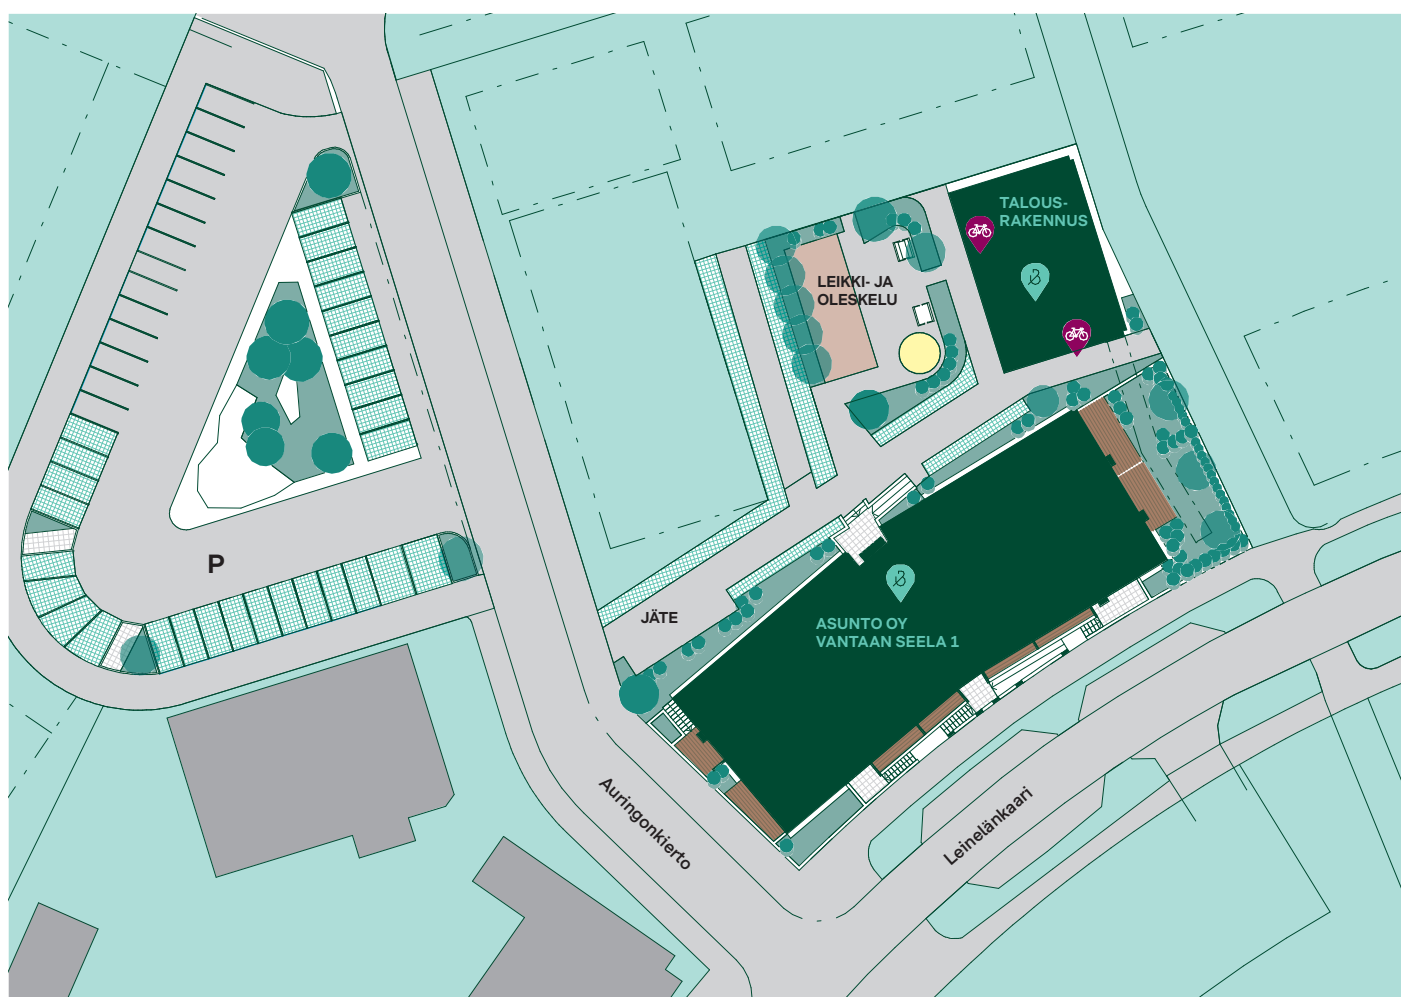 TALOUS-
RAKENNUS
LEIKKI- JA
OLESKELU
P
JÄTE
ASUNTO OY
VANTAAN SEELA 1
Auringonkierto
Leinelänkaari